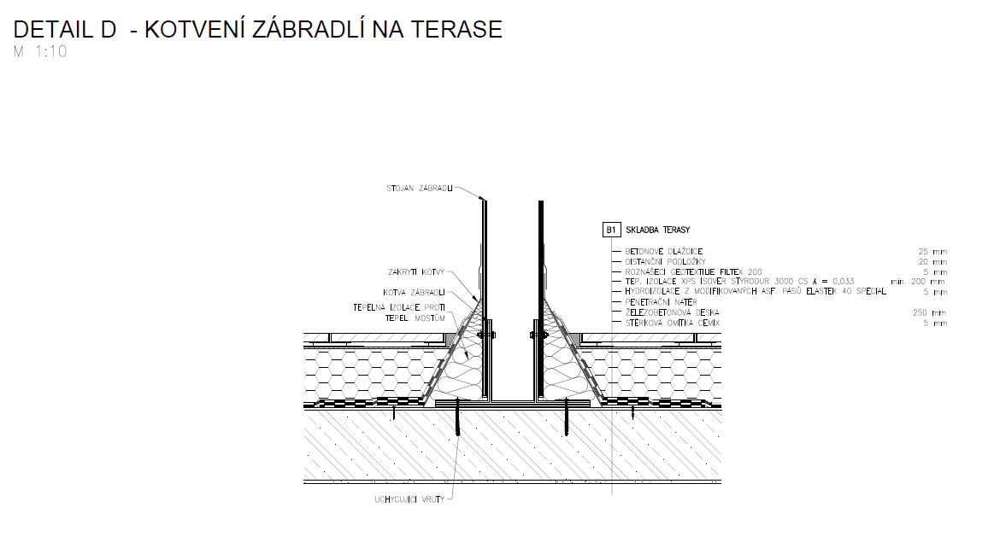 DETAIL D - KOTVENÍ ZÁBRADLÍ NA TERASE
M 1:10
STOJAN ZÁBRADLÍ
ZAKRYTÍ KOTVY
KOTVA ZÁBRADLÍ
TEPELNÁ IZOLACE PROTI
TEPEL. MOSTŮM
UCHYCUJÍCÍ VRUTY
B1 SKLADBA TERASY
BETONOVÉ DLAŽDICE 25 mm
DISTANČNÍ PODLOŽKY 20 mm
ROZNÁŠECÍ GEOTEXTILIE FILTEX 200 5 mm
TEP. IZOLACE XPS ISOVER STYRODUR 3000 CS λ = 0,033 min. 200 mm
HYDROIZOLACE Z MODIFIKOVANÝCH ASF. PÁSŮ ELASTEK 40 SPECIAL 5 mm
PENETRAČNÍ NÁTĚR
ŽELEZOBETONOVÁ DESKA 250 mm
STĚRKOVÁ OMÍTKA CEMIX 5 mm